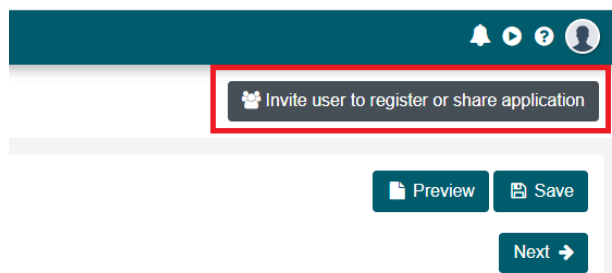 Invite user to register or share application
Preview Save
Next